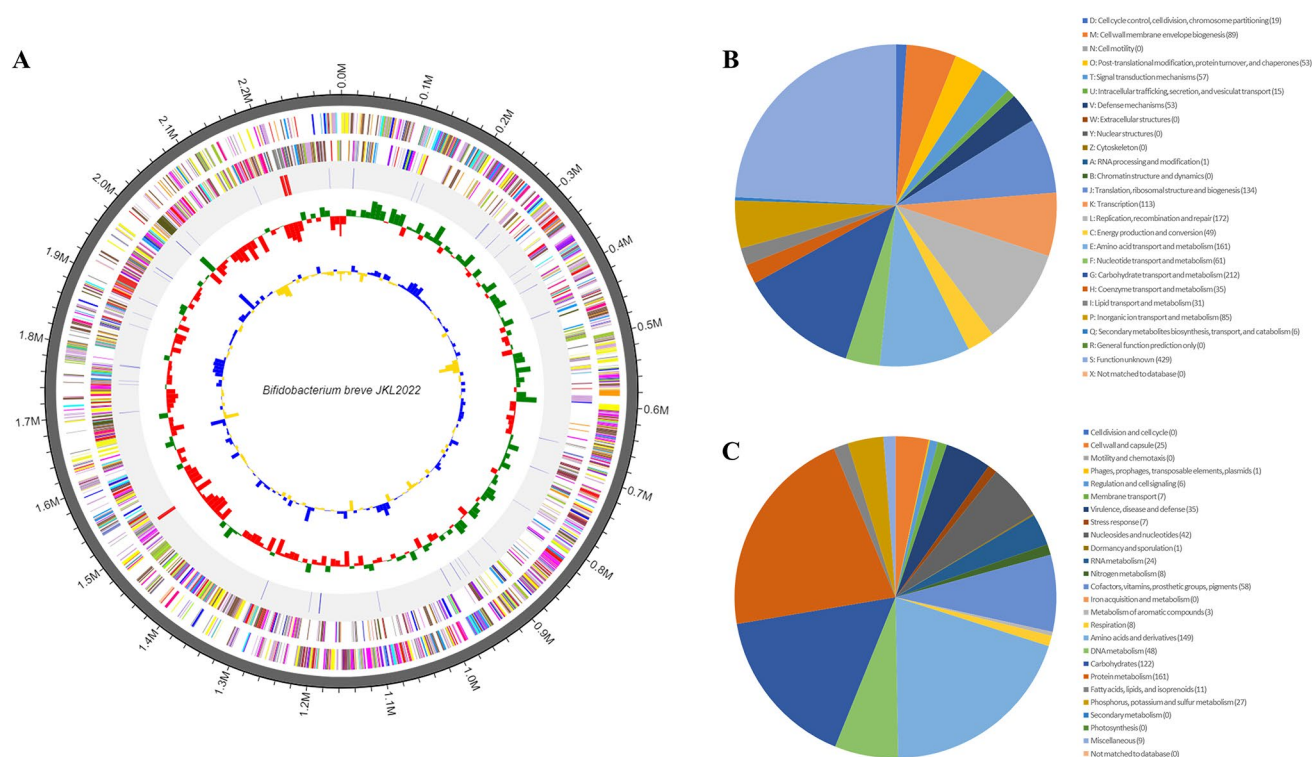 A
0.0M
0.1M
0.2M
0.3M
0.4M
0.5M
0.6M
0.7M
0.8M
0.9M
1.0M
1.1M
1.2M
1.3M
1.4M
1.5M
1.6M
1.7M
1.8M
1.9M
2.0M
2.1M
2.2M
Bifidobacterium breve JKL2022
B
D: Cell cycle control, cell division, chromosome partitioning (19)
M: Cell wall membrane envelope biogenesis (89)
N: Cell motility (0)
O: Post-translational modification, protein turnover, and chaperones (53)
T: Signal transduction mechanisms (57)
U: Intracellular trafficking, secretion, and vesiculat transport (15)
V: Defense mechanisms (53)
W: Extracellular structures (0)
Y: Nuclear structures (0)
Z: Cytoskeleton (0)
A: RNA processing and modification (1)
B: Chromatin structure and dynamics (0)
J: Translation, ribosomal structure and biogenesis (134)
K: Transcription (113)
L: Replication, recombination and repair (172)
C: Energy production and conversion (49)
E: Amino acid transport and metabolism (161)
F: Nucleotide transport and metabolism (61)
G: Carbohydrate transport and metabolism (212)
H: Coenzyme transport and metabolism (35)
I: Lipid transport and metabolism (31)
P: Inorganic ion transport and metabolism (85)
Q: Secondary metabolites biosynthesis, transport, and catabolism (6)
R: General function prediction only (0)
S: Function unknown (429)
X: Not matched to database (0)
C
Cell division and cell cycle (0)
Cell wall and capsule (25)
Motility and chemotaxis (0)
Phages, prophages, transposable elements, plasmids (1)
Regulation and cell signaling (6)
Membrane transport (7)
Virulence, disease and defense (35)
Stress response (7)
Nucleosides and nucleotides (42)
Dormancy and sporulation (1)
RNA metabolism (24)
Nitrogen metabolism (8)
Cofactors, vitamins, prosthetic groups, pigments (58)
Iron acquisition and metabolism (0)
Metabolism of aromatic compounds (3)
Respiration (8)
Amino acids and derivatives (149)
DNA metabolism (48)
Carbohydrates (122)
Protein metabolism (161)
Fatty acids, lipids, and isoprenoids (11)
Phosphorus, potassium and sulfur metabolism (27)
Secondary metabolism (0)
Photosynthesis (0)
Miscellaneous (9)
Not matched to database (0)